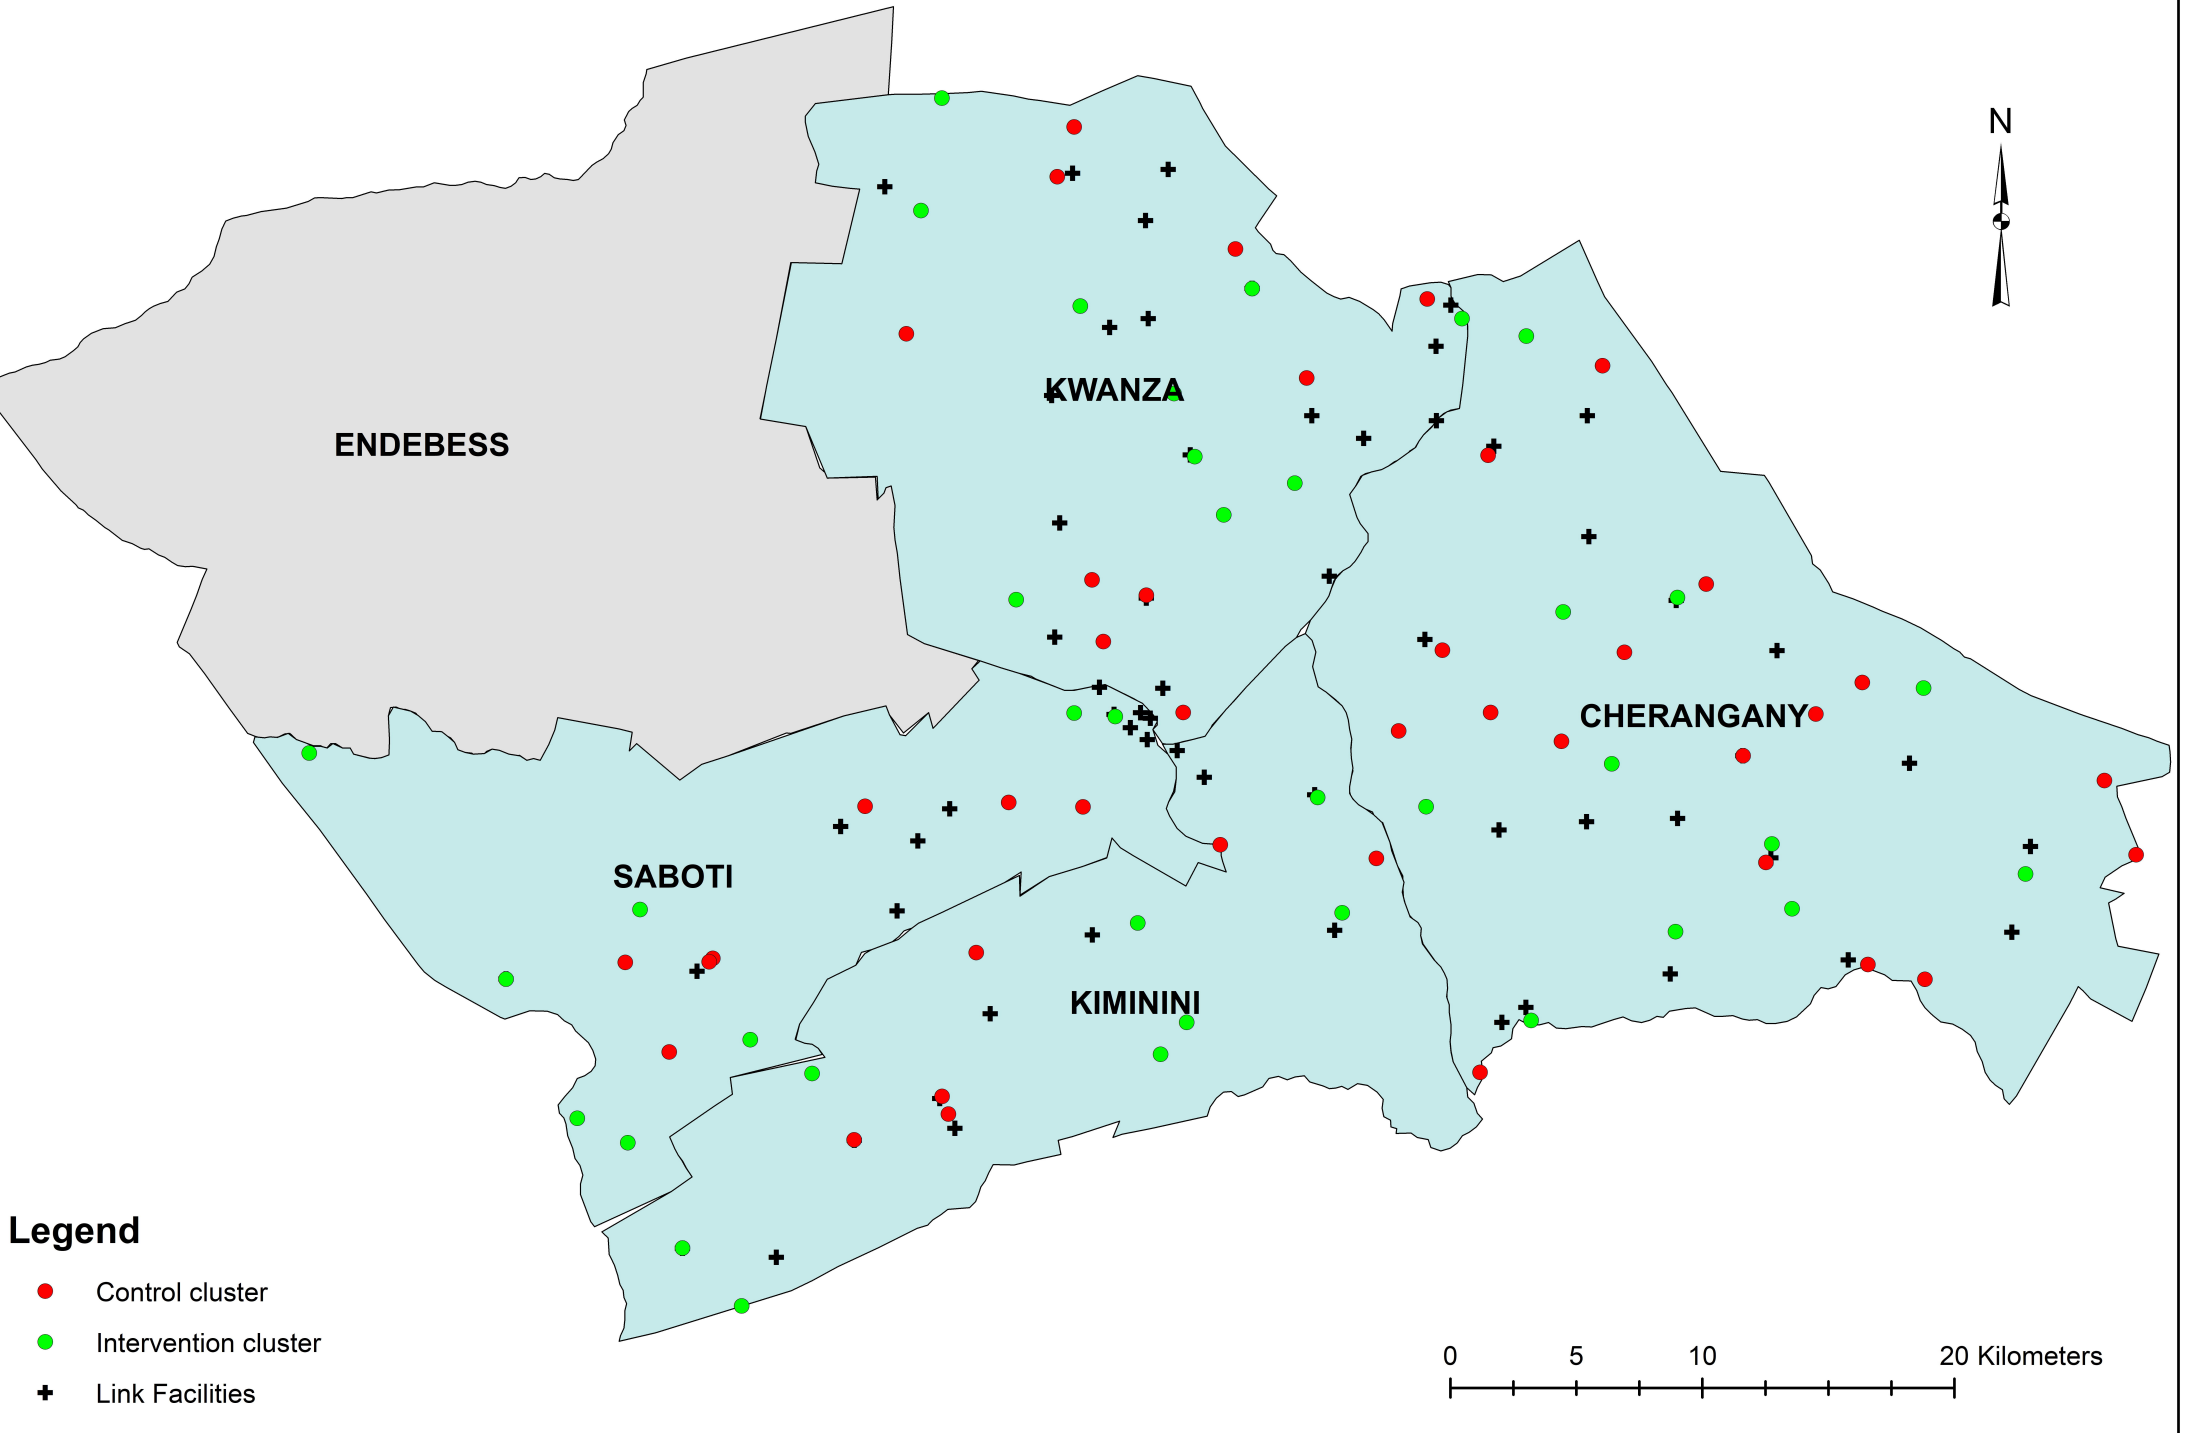 N
KWANZA
ENDEBESS
CHERANGANY
SABOTI
KIMININI
Legend
Control cluster
Intervention cluster
Link Facilities
0 5 10 20 Kilometers